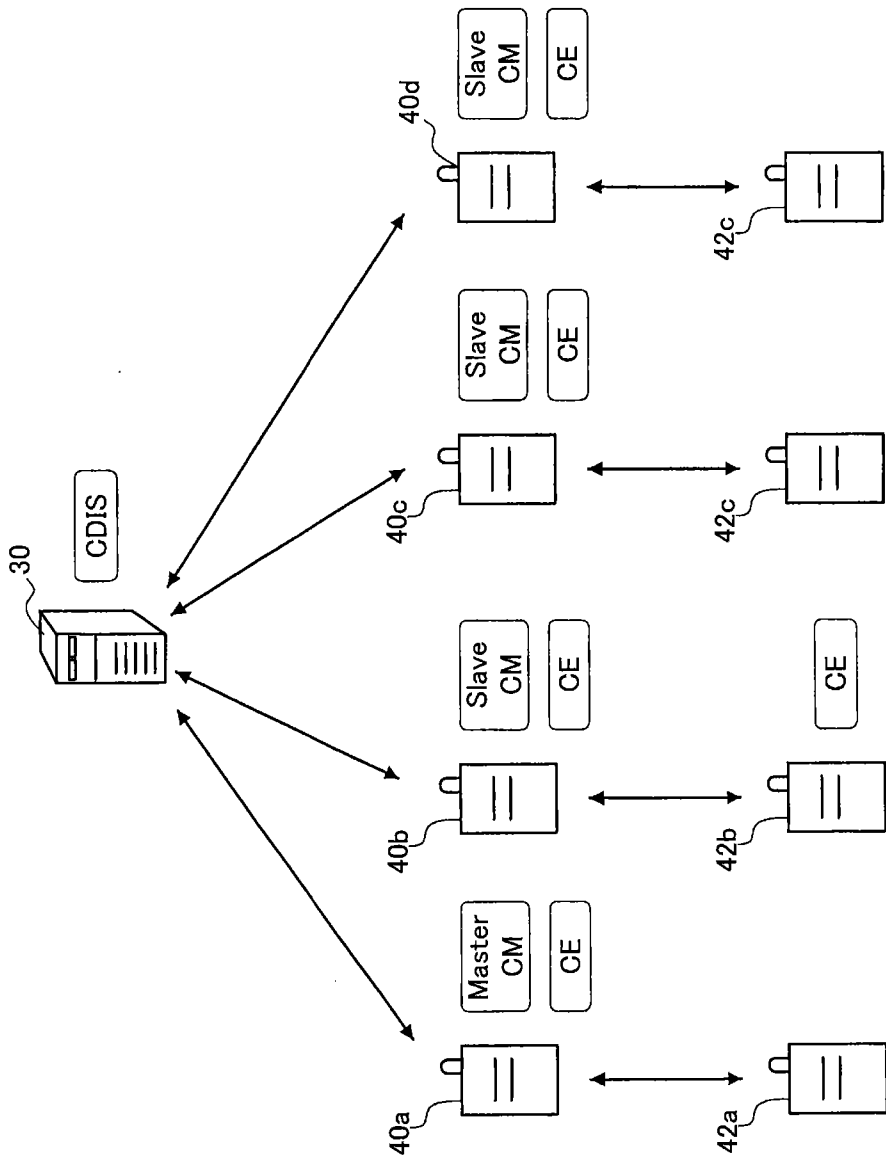 30
CDIS
40a
Master
CM
CE
40b
Slave
CM
CE
40c
Slave
CM
CE
40d
Slave
CM
CE
42a
42b
CE
42c
42c